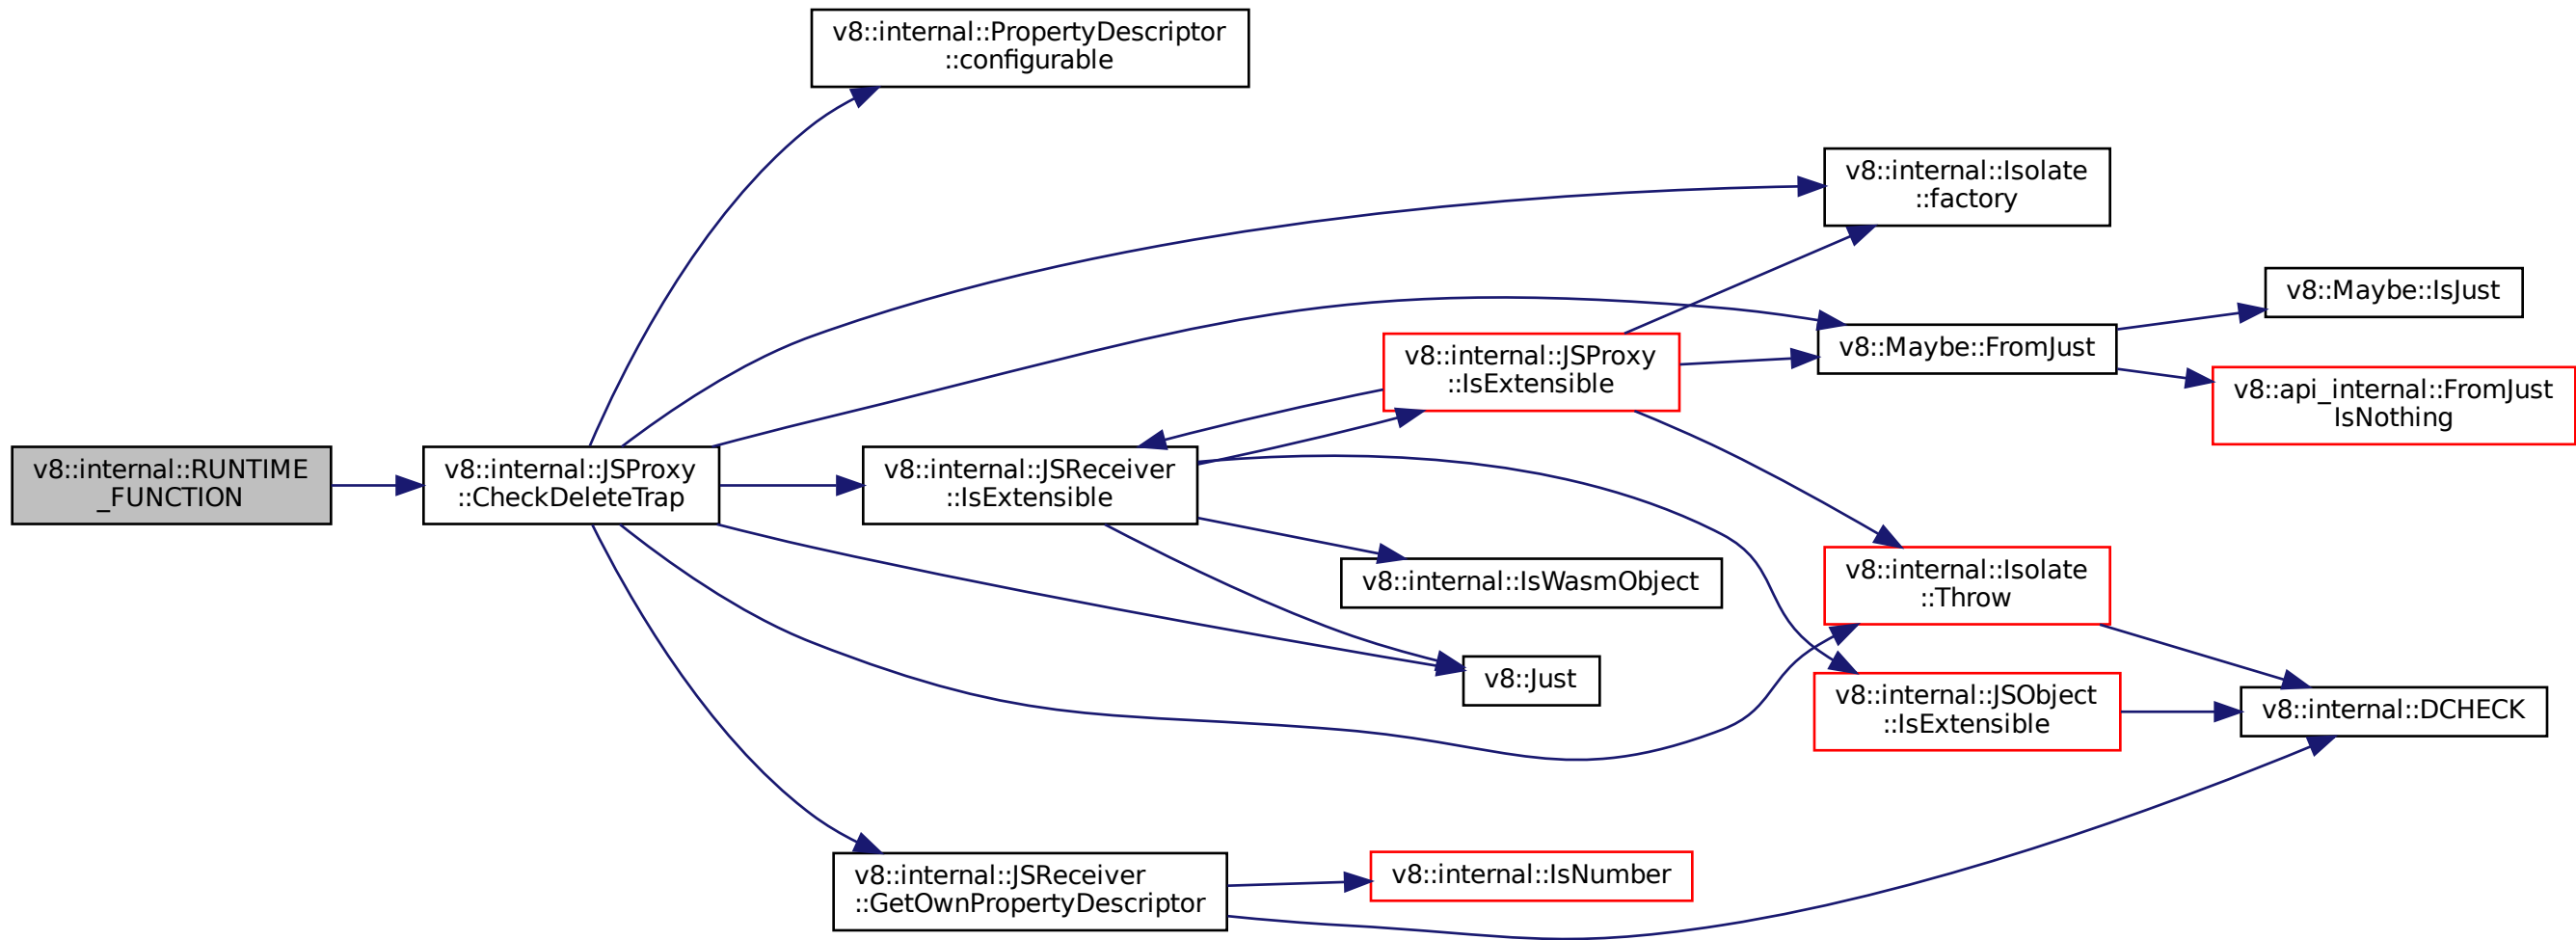 v8::internal::PropertyDescriptor
::configurable
v8::internal::Isolate
::factory
v8::Maybe::IsJust
v8::Maybe::FromJust
v8::internal::JSProxy
::IsExtensible
v8::api_internal::FromJust
IsNothing
v8::internal::RUNTIME
_FUNCTION
v8::internal::JSProxy
::CheckDeleteTrap
v8::internal::JSReceiver
::IsExtensible
v8::internal::IsWasmObject
v8::internal::Isolate
::Throw
v8::Just
v8::internal::JSObject
::IsExtensible
v8::internal::DCHECK
v8::internal::JSReceiver
::GetOwnPropertyDescriptor
v8::internal::IsNumber